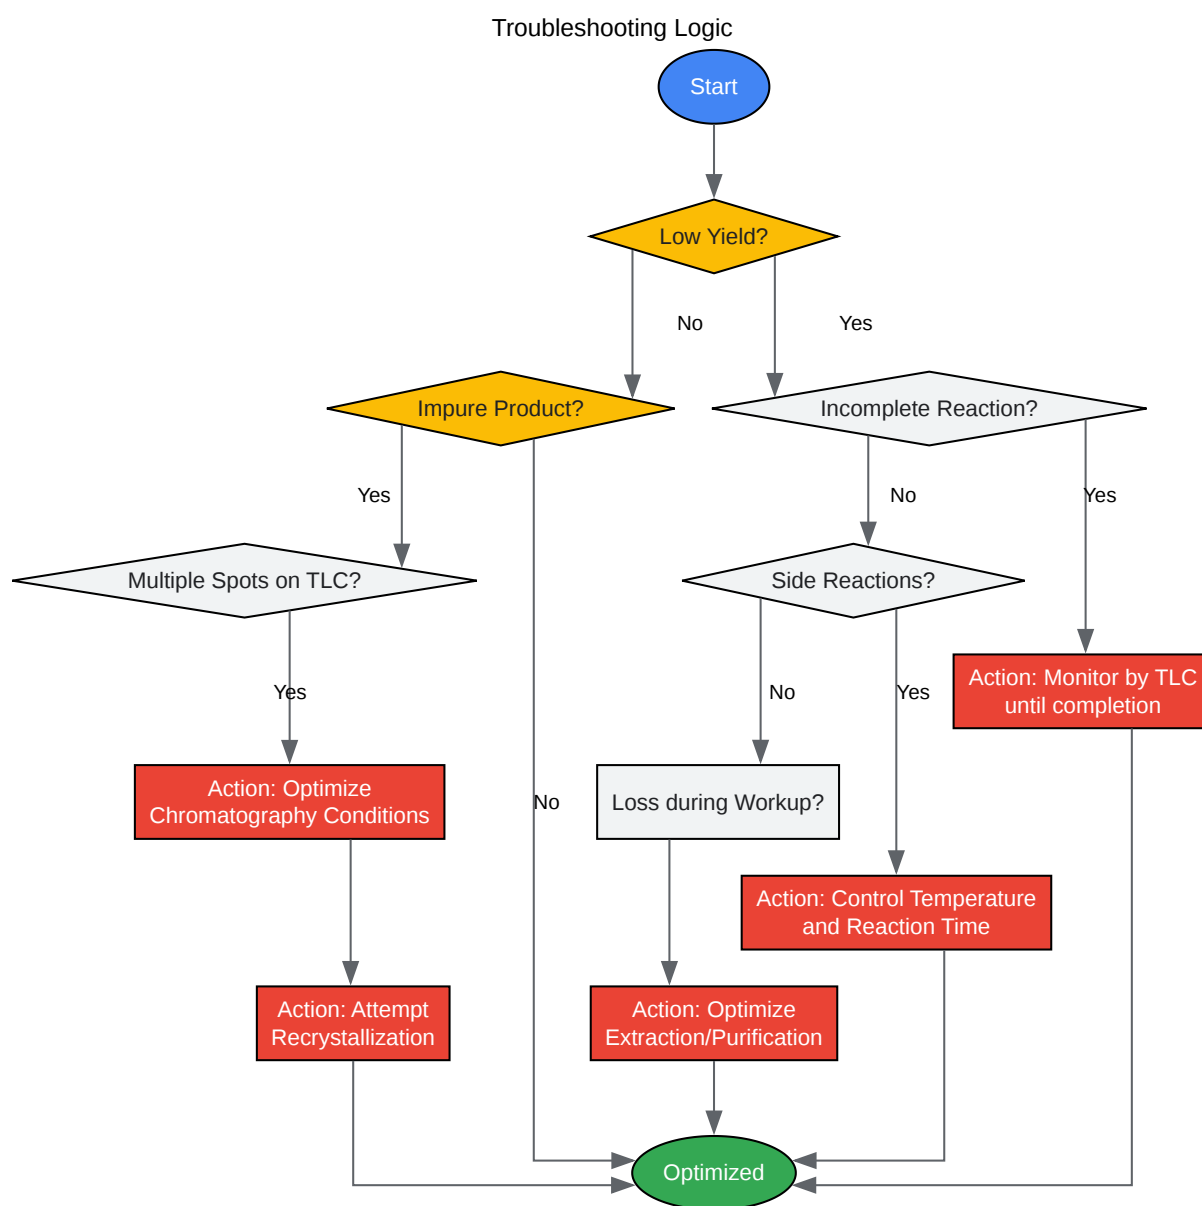 Troubleshooting Logic
Start
Low Yield?
No
Yes
Impure Product?
Incomplete Reaction?
Yes
No
Yes
Multiple Spots on TLC?
Side Reactions?
Yes
No
Yes
Action: Monitor by TLC
until completion
Action: Optimize
Chromatography Conditions
No
Loss during Workup?
Action: Control Temperature
and Reaction Time
Action: Attempt
Recrystallization
Action: Optimize
Extraction/Purification
Optimized